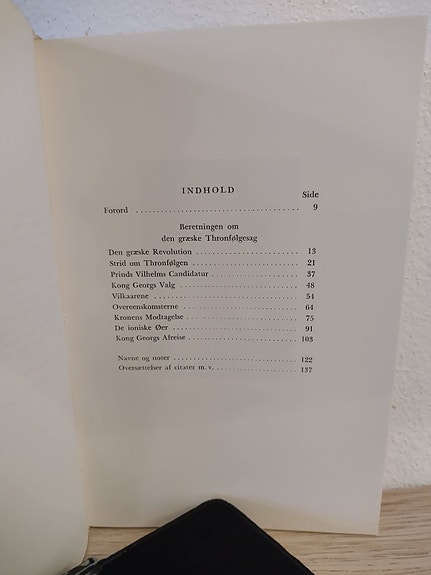 INDHOLD
Side
Forord ........................................ 9
Beretningen om
den græske Thronfølgesag
Den græske Revolution .................... 13
Strid om Thronfølgen .......................... 21
Prinds Vilhelms Candidatur .................... 37
Kong Georgs Valg .............................. 48
Vilkaarene .................................... 54
Overeenskomsterne ............................. 64
Kronens Modtagelse ............................ 75
De ioniske Øer ................................ 91
Kong Georgs Afreise ........................... 103
Navne og noter ................................ 122
Oversættelser af citater m. v. .................... 137